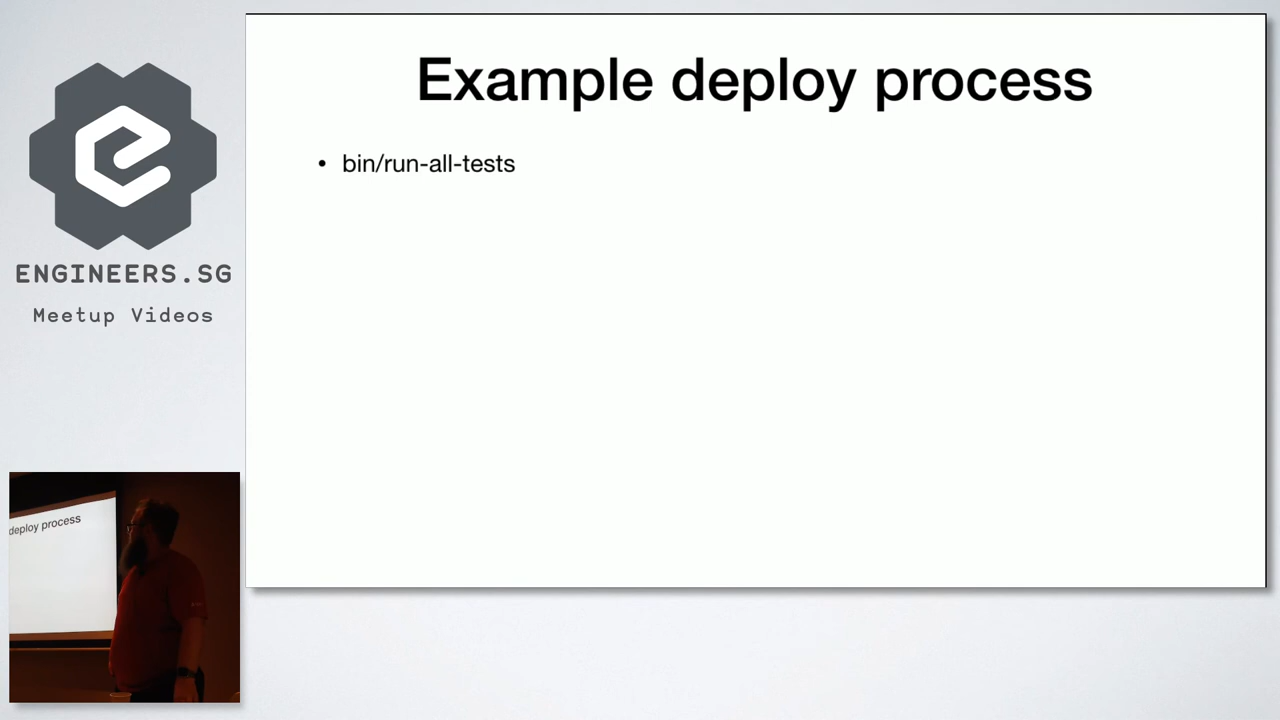 Example deploy process
• bin/run-all-tests
ENGINEERS.SG
Meetup Videos
deploy process